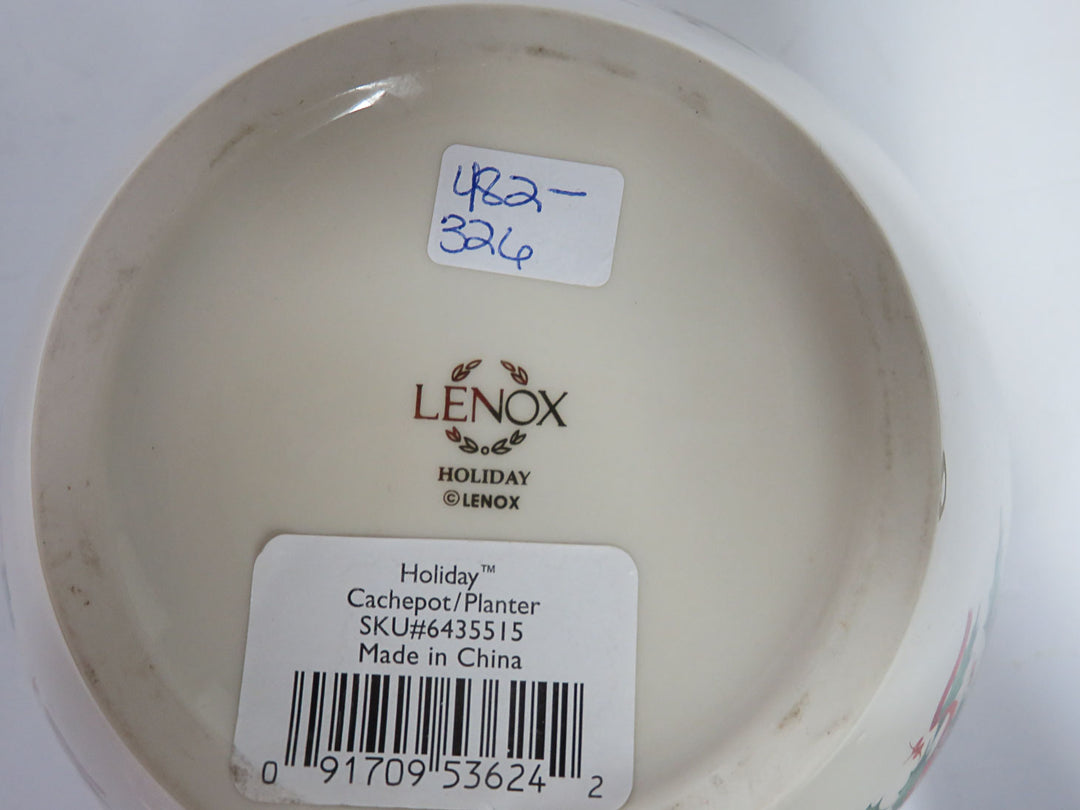 482-
326
LENOX
HOLIDAY
©LENOX
Holiday™
Cachepot/Planter
SKU#6435515
Made in China
0 91709 53624 2